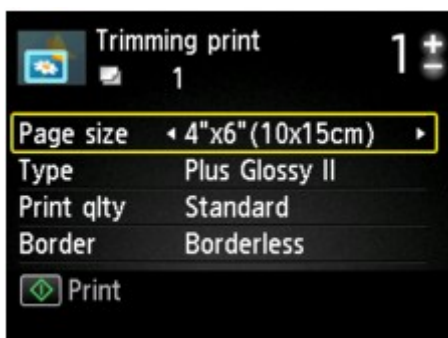 Trimming print
1
1
Page size 4"x6"(10x15cm)
Type Plus Glossy II
Print qlty Standard
Border Borderless
Print